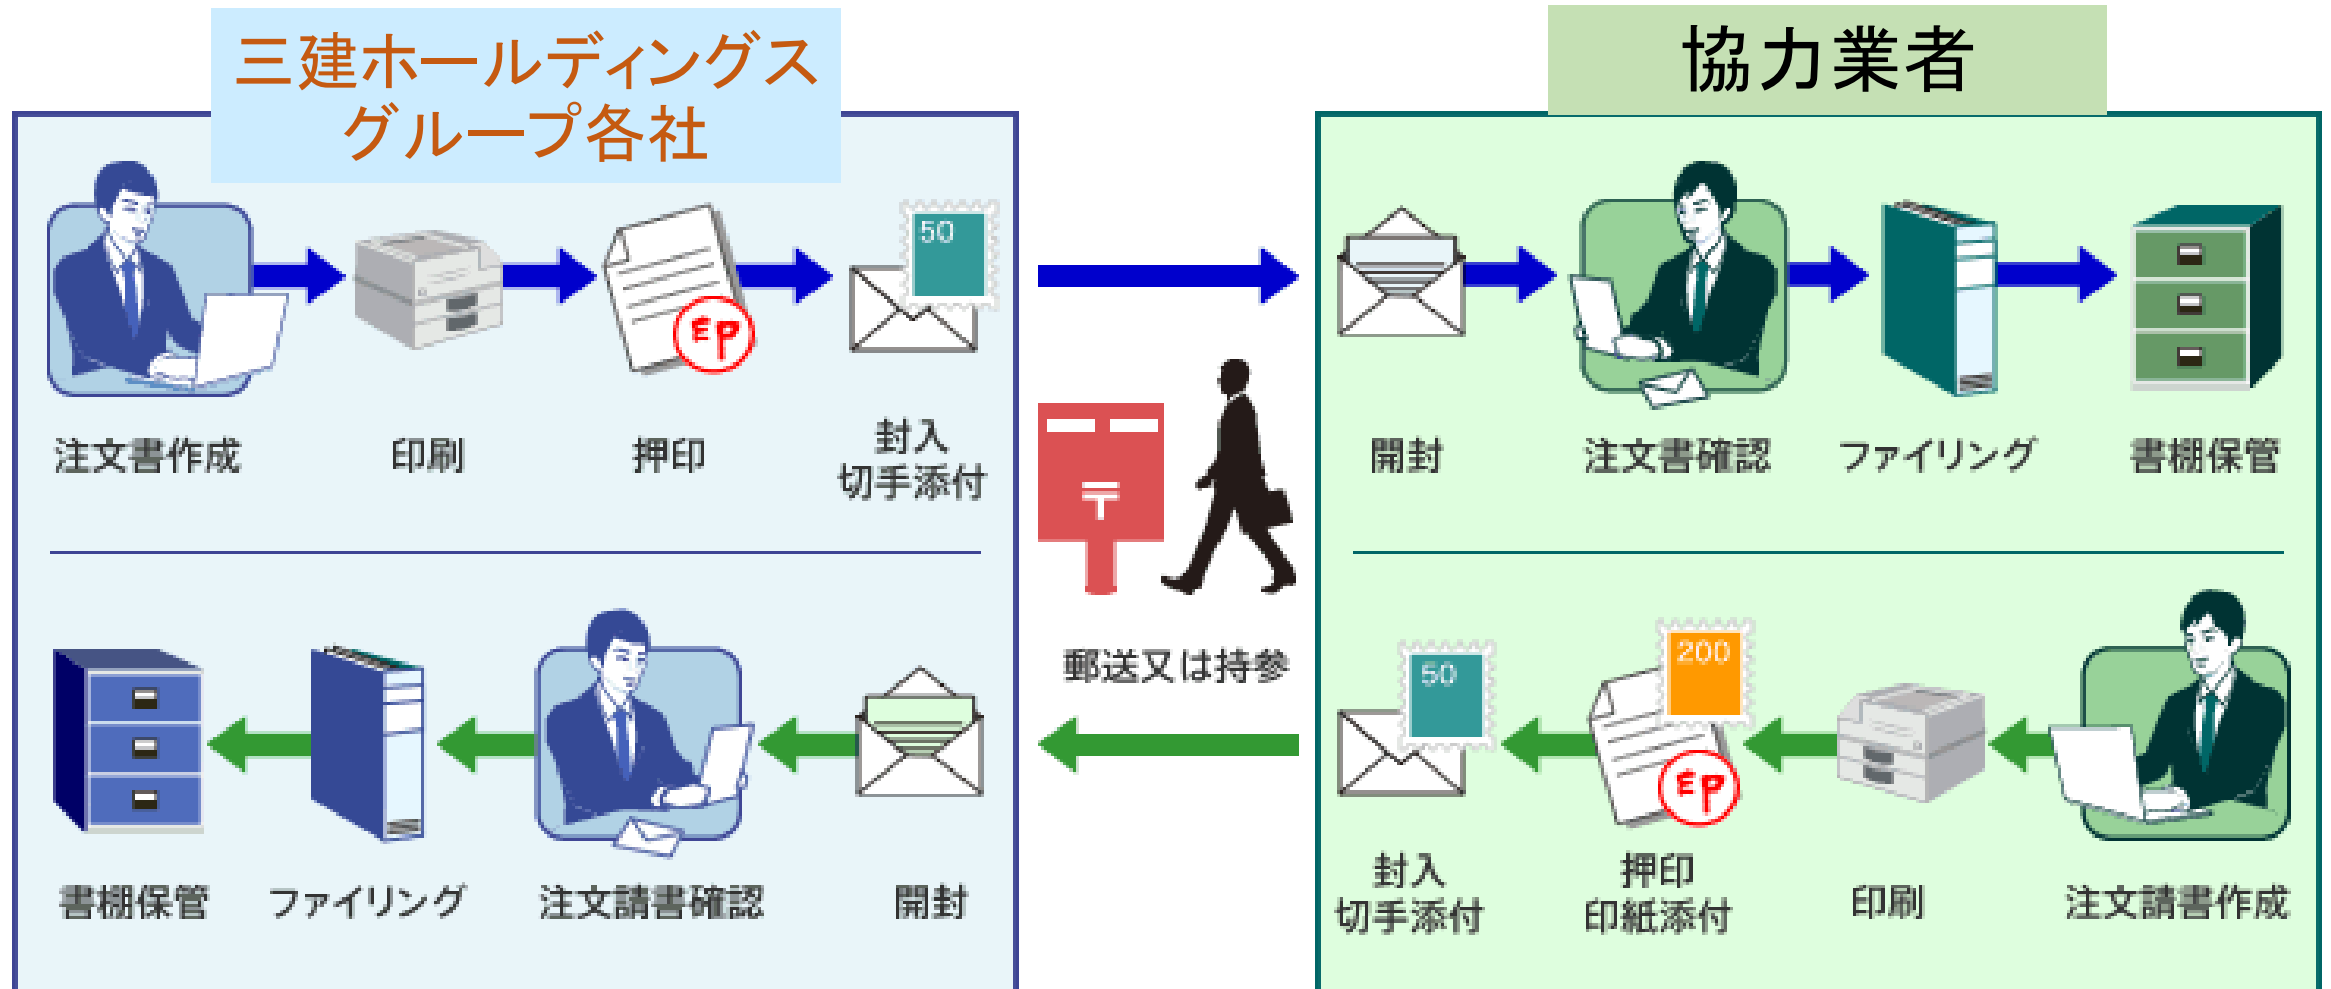 三建ホールディングス
グループ各社
協力業者
50
EP
注文書作成
印刷
押印
封入
切手添付
開封
注文書確認
ファイリング
書棚保管
〒
郵送又は持参
書棚保管
ファイリング
注文請書確認
開封
50
200
EP
封入
切手添付
押印
印紙添付
印刷
注文請書作成